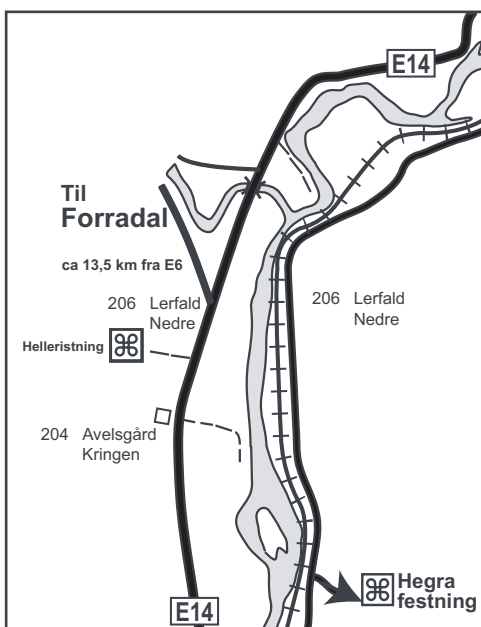 E14
Til
Forradal
ca 13,5 km fra E6
206 Lerfald
Nedre
206 Lerfald
Nedre
Helleristning
204 Avelsgård
Kringen
Hegra
festning
E14